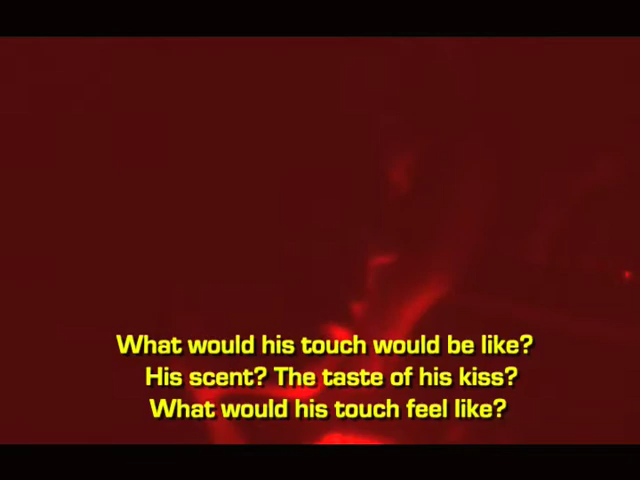 What would his touch would be like?
His scent? The taste of his kiss?
What would his touch feel like?